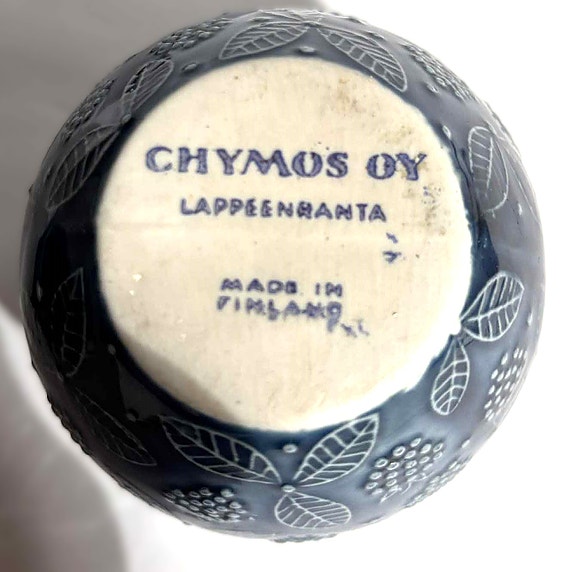 CHYMOS OY
LAPPEENRANTA
MADE IN
FINLAND